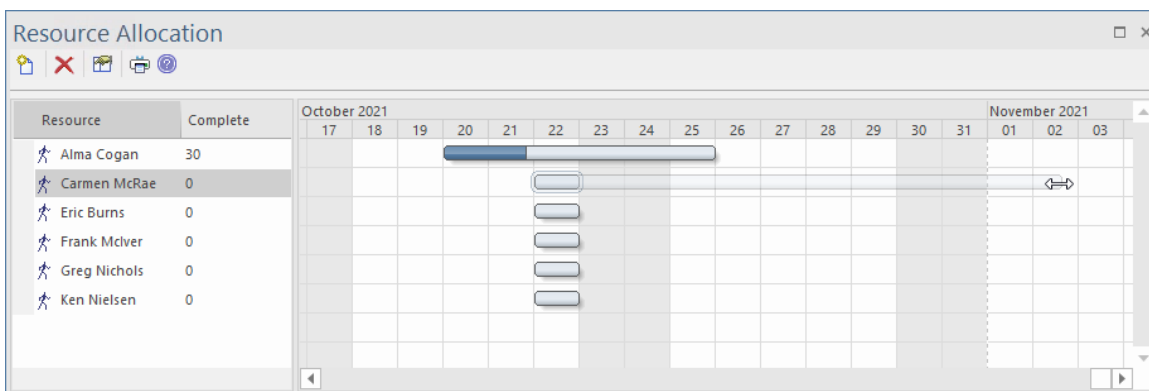 Resource Allocation
Resource Complete October 2021 November 2021
17 18 19 20 21 22 23 24 25 26 27 28 29 30 31 01 02 03
Alma Cogan 30
Carmen McRae 0
Eric Burns 0
Frank McIver 0
Greg Nichols 0
Ken Nielsen 0